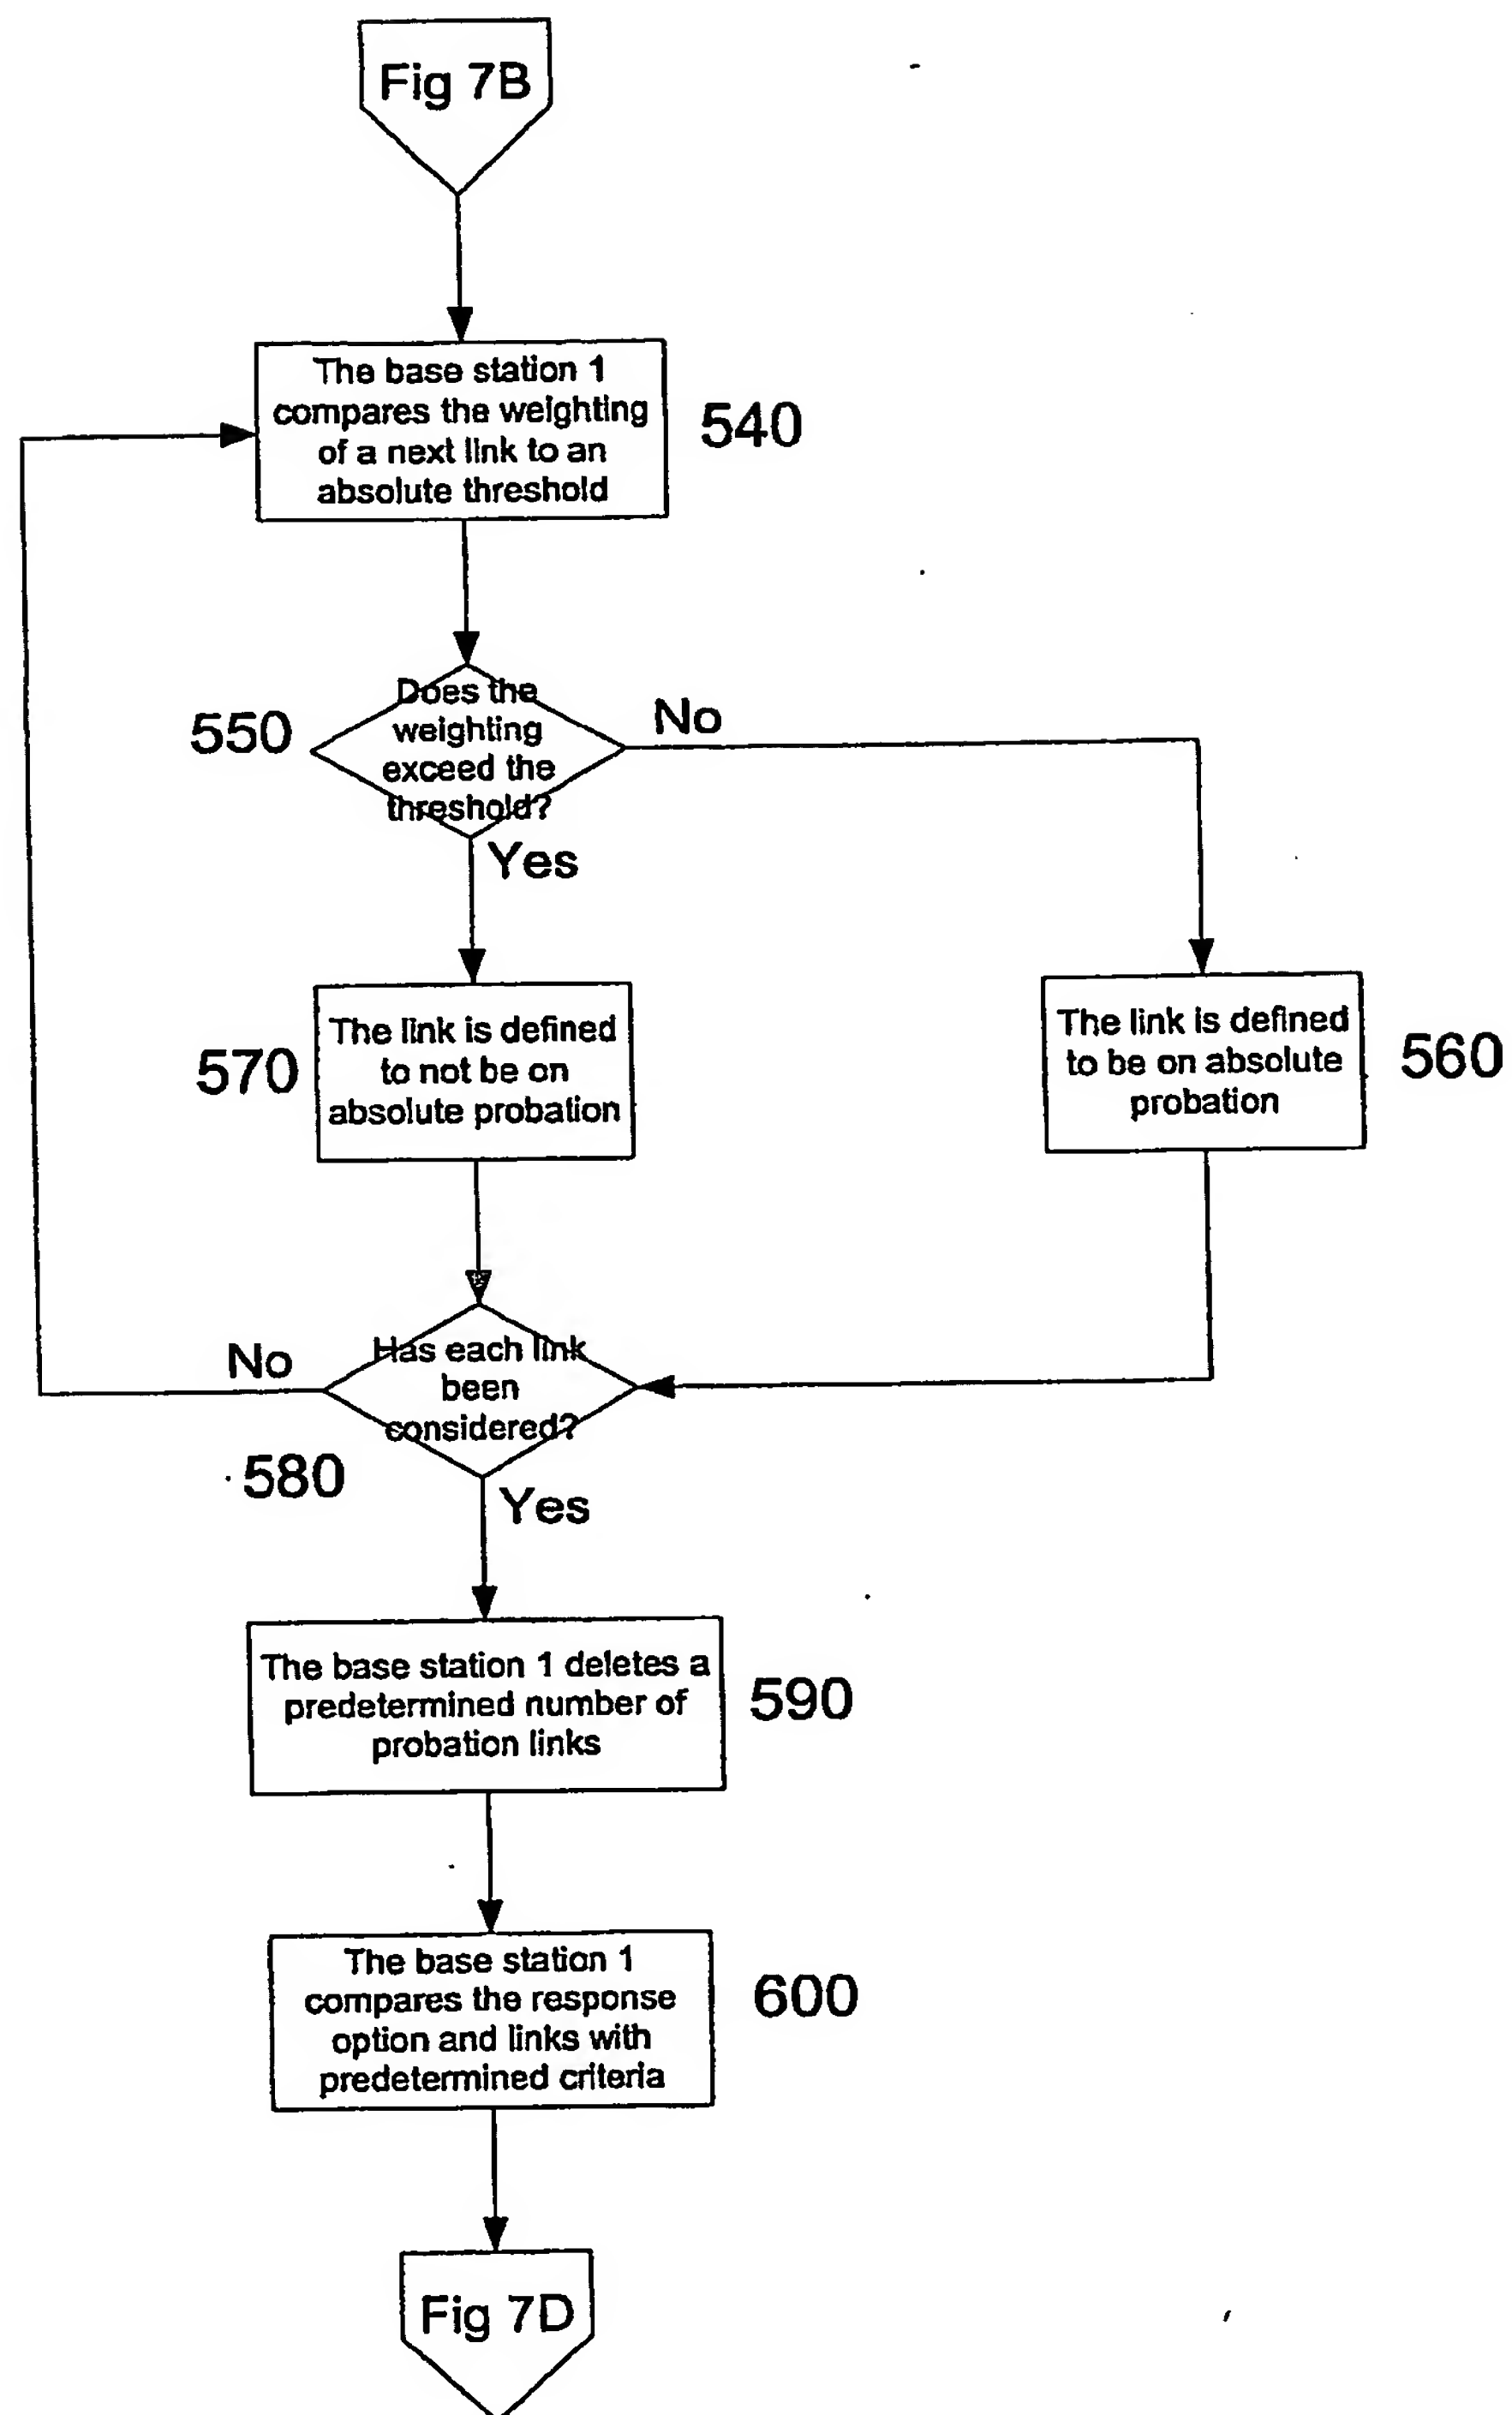 Fig 7B
The base station 1
compares the weighting
of a next link to an
absolute threshold
540
550
Does the
weighting
exceed the
threshold?
No
Yes
570
The link is defined
to not be on
absolute probation
The link is defined
to be on absolute
probation
560
No
Has each link
been
considered?
580
Yes
The base station 1 deletes a
predetermined number of
probation links
590
The base station 1
compares the response
option and links with
predetermined criteria
600
Fig 7D